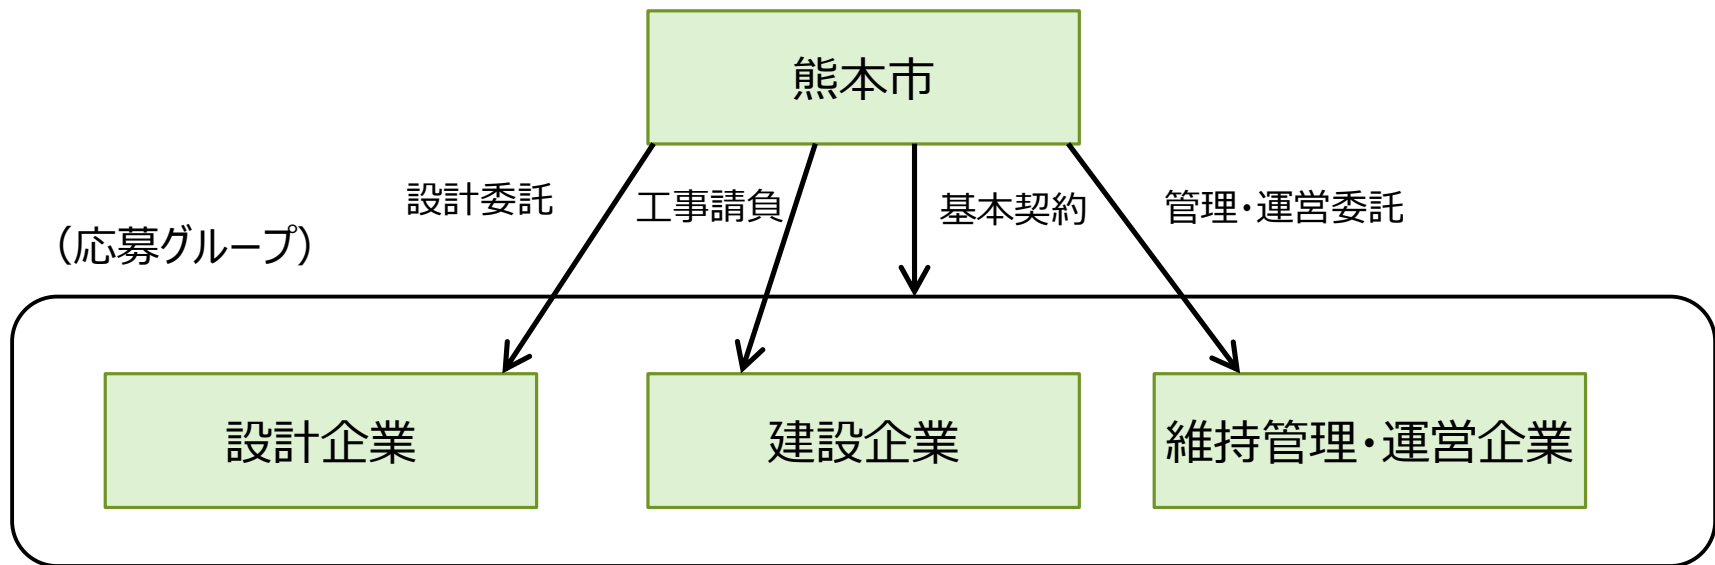 熊本市
設計委託
工事請負
基本契約
管理・運営委託
（応募グループ）
設計企業
建設企業
維持管理・運営企業